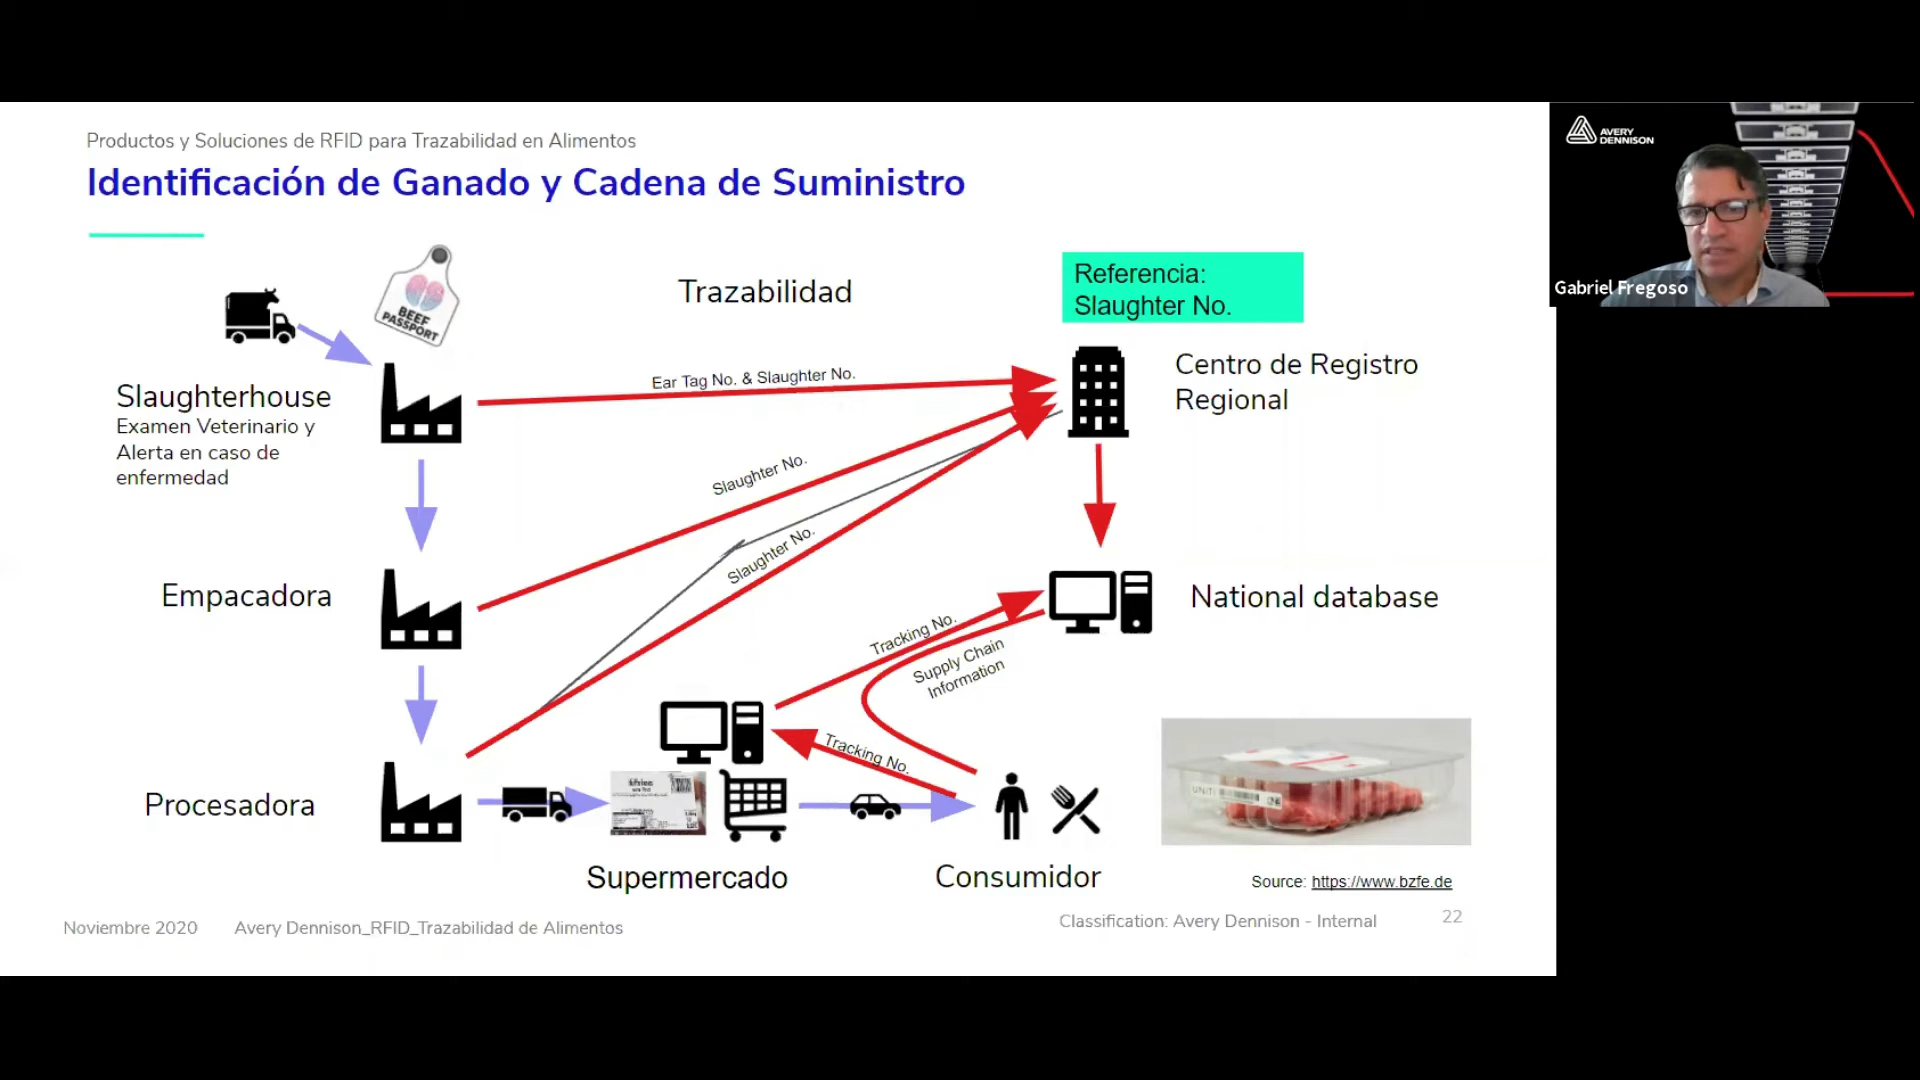 Productos y Soluciones de RFID para Trazabilidad en Alimentos
Identificación de Ganado y Cadena de Suministro
AVERY
DENNISON
Gabriel Fregoso
BEEF
PASSPORT
Trazabilidad
Referencia:
Slaughter No.
Slaughterhouse
Examen Veterinario y
Alerta en caso de
enfermedad
Ear Tag No. & Slaughter No.
Centro de Registro
Regional
Slaughter No.
Slaughter No.
Empacadora
Tracking No.
Supply Chain
Information
National database
Tracking No.
Procesadora
Supermercado
Consumidor
Source: https://www.bzfe.de
Noviembre 2020
Avery Dennison_RFID_Trazabilidad de Alimentos
Classification: Avery Dennison - Internal
22